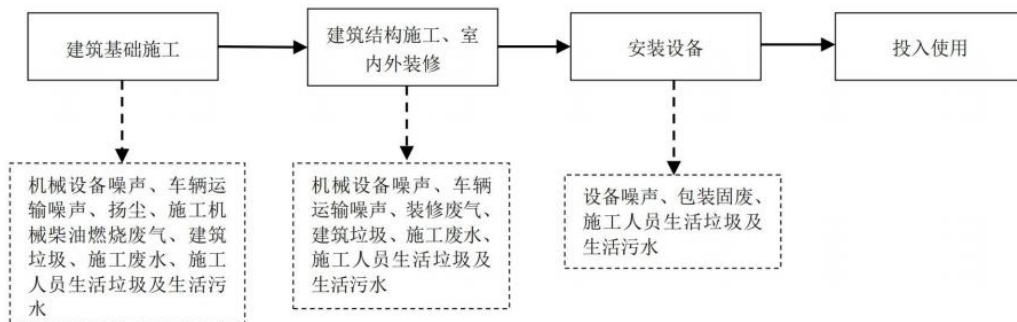 建筑基础施工
建筑结构施工、室
内外装修
安装设备
投入使用
机械设备噪声、车辆运
输噪声、扬尘、施工机
械柴油燃烧废气、建筑
垃圾、施工废水、施工
人员生活垃圾及生活污
水
机械设备噪声、车辆
运输噪声、装修废气、
建筑垃圾、施工废水、
施工人员生活垃圾及
生活污水
设备噪声、包装固废、
施工人员生活垃圾及
生活污水